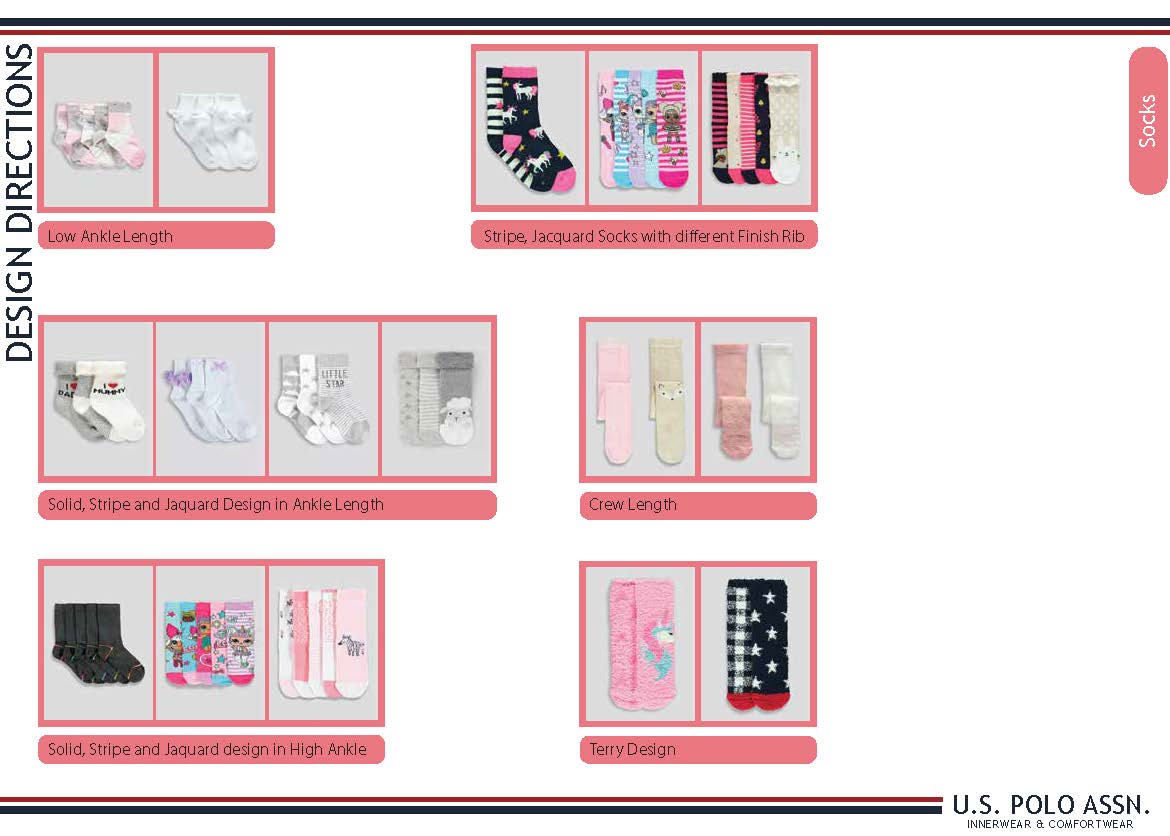 DESIGN DIRECTIONS
Socks
Low Ankle Length
Stripe, Jacquard Socks with different Finish Rib
I ❤
DAD
I ❤
MUMMY
LITTLE
STAR
Solid, Stripe and Jaquard Design in Ankle Length
Crew Length
Solid, Stripe and Jaquard design in High Ankle
Terry Design
U.S. POLO ASSN.
INNERWEAR & COMFORTWEAR